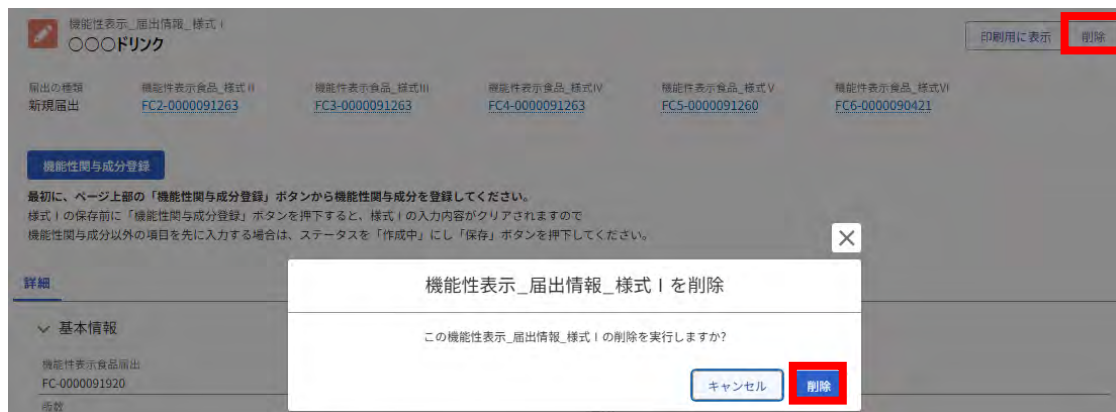 機能性表示_届出情報_様式Ⅰ
〇〇〇ドリンク
印刷用に表示
削除
届出の種類
機能性表示食品_様式Ⅱ
機能性表示食品_様式Ⅲ
機能性表示食品_様式Ⅳ
機能性表示食品_様式Ⅴ
機能性表示食品_様式Ⅵ
新規届出
FC2-0000091263
FC3-0000091263
FC4-0000091263
FC5-0000091260
FC6-0000090421
機能性関与成分登録
最初に、ページ上部の「機能性関与成分登録」ボタンから機能性関与成分を登録してください。
様式Ⅰの保存前に「機能性関与成分登録」ボタンを押下すると、様式Ⅰの入力内容がクリアされますので
機能性関与成分以外の項目を先に入力する場合は、ステータスを「作成中」にし「保存」ボタンを押下してください。
詳細
機能性表示_届出情報_様式Ⅰを削除
基本情報
この機能性表示_届出情報_様式Ⅰの削除を実行しますか?
機能性表示食品届出
FC-0000091920
キャンセル
削除